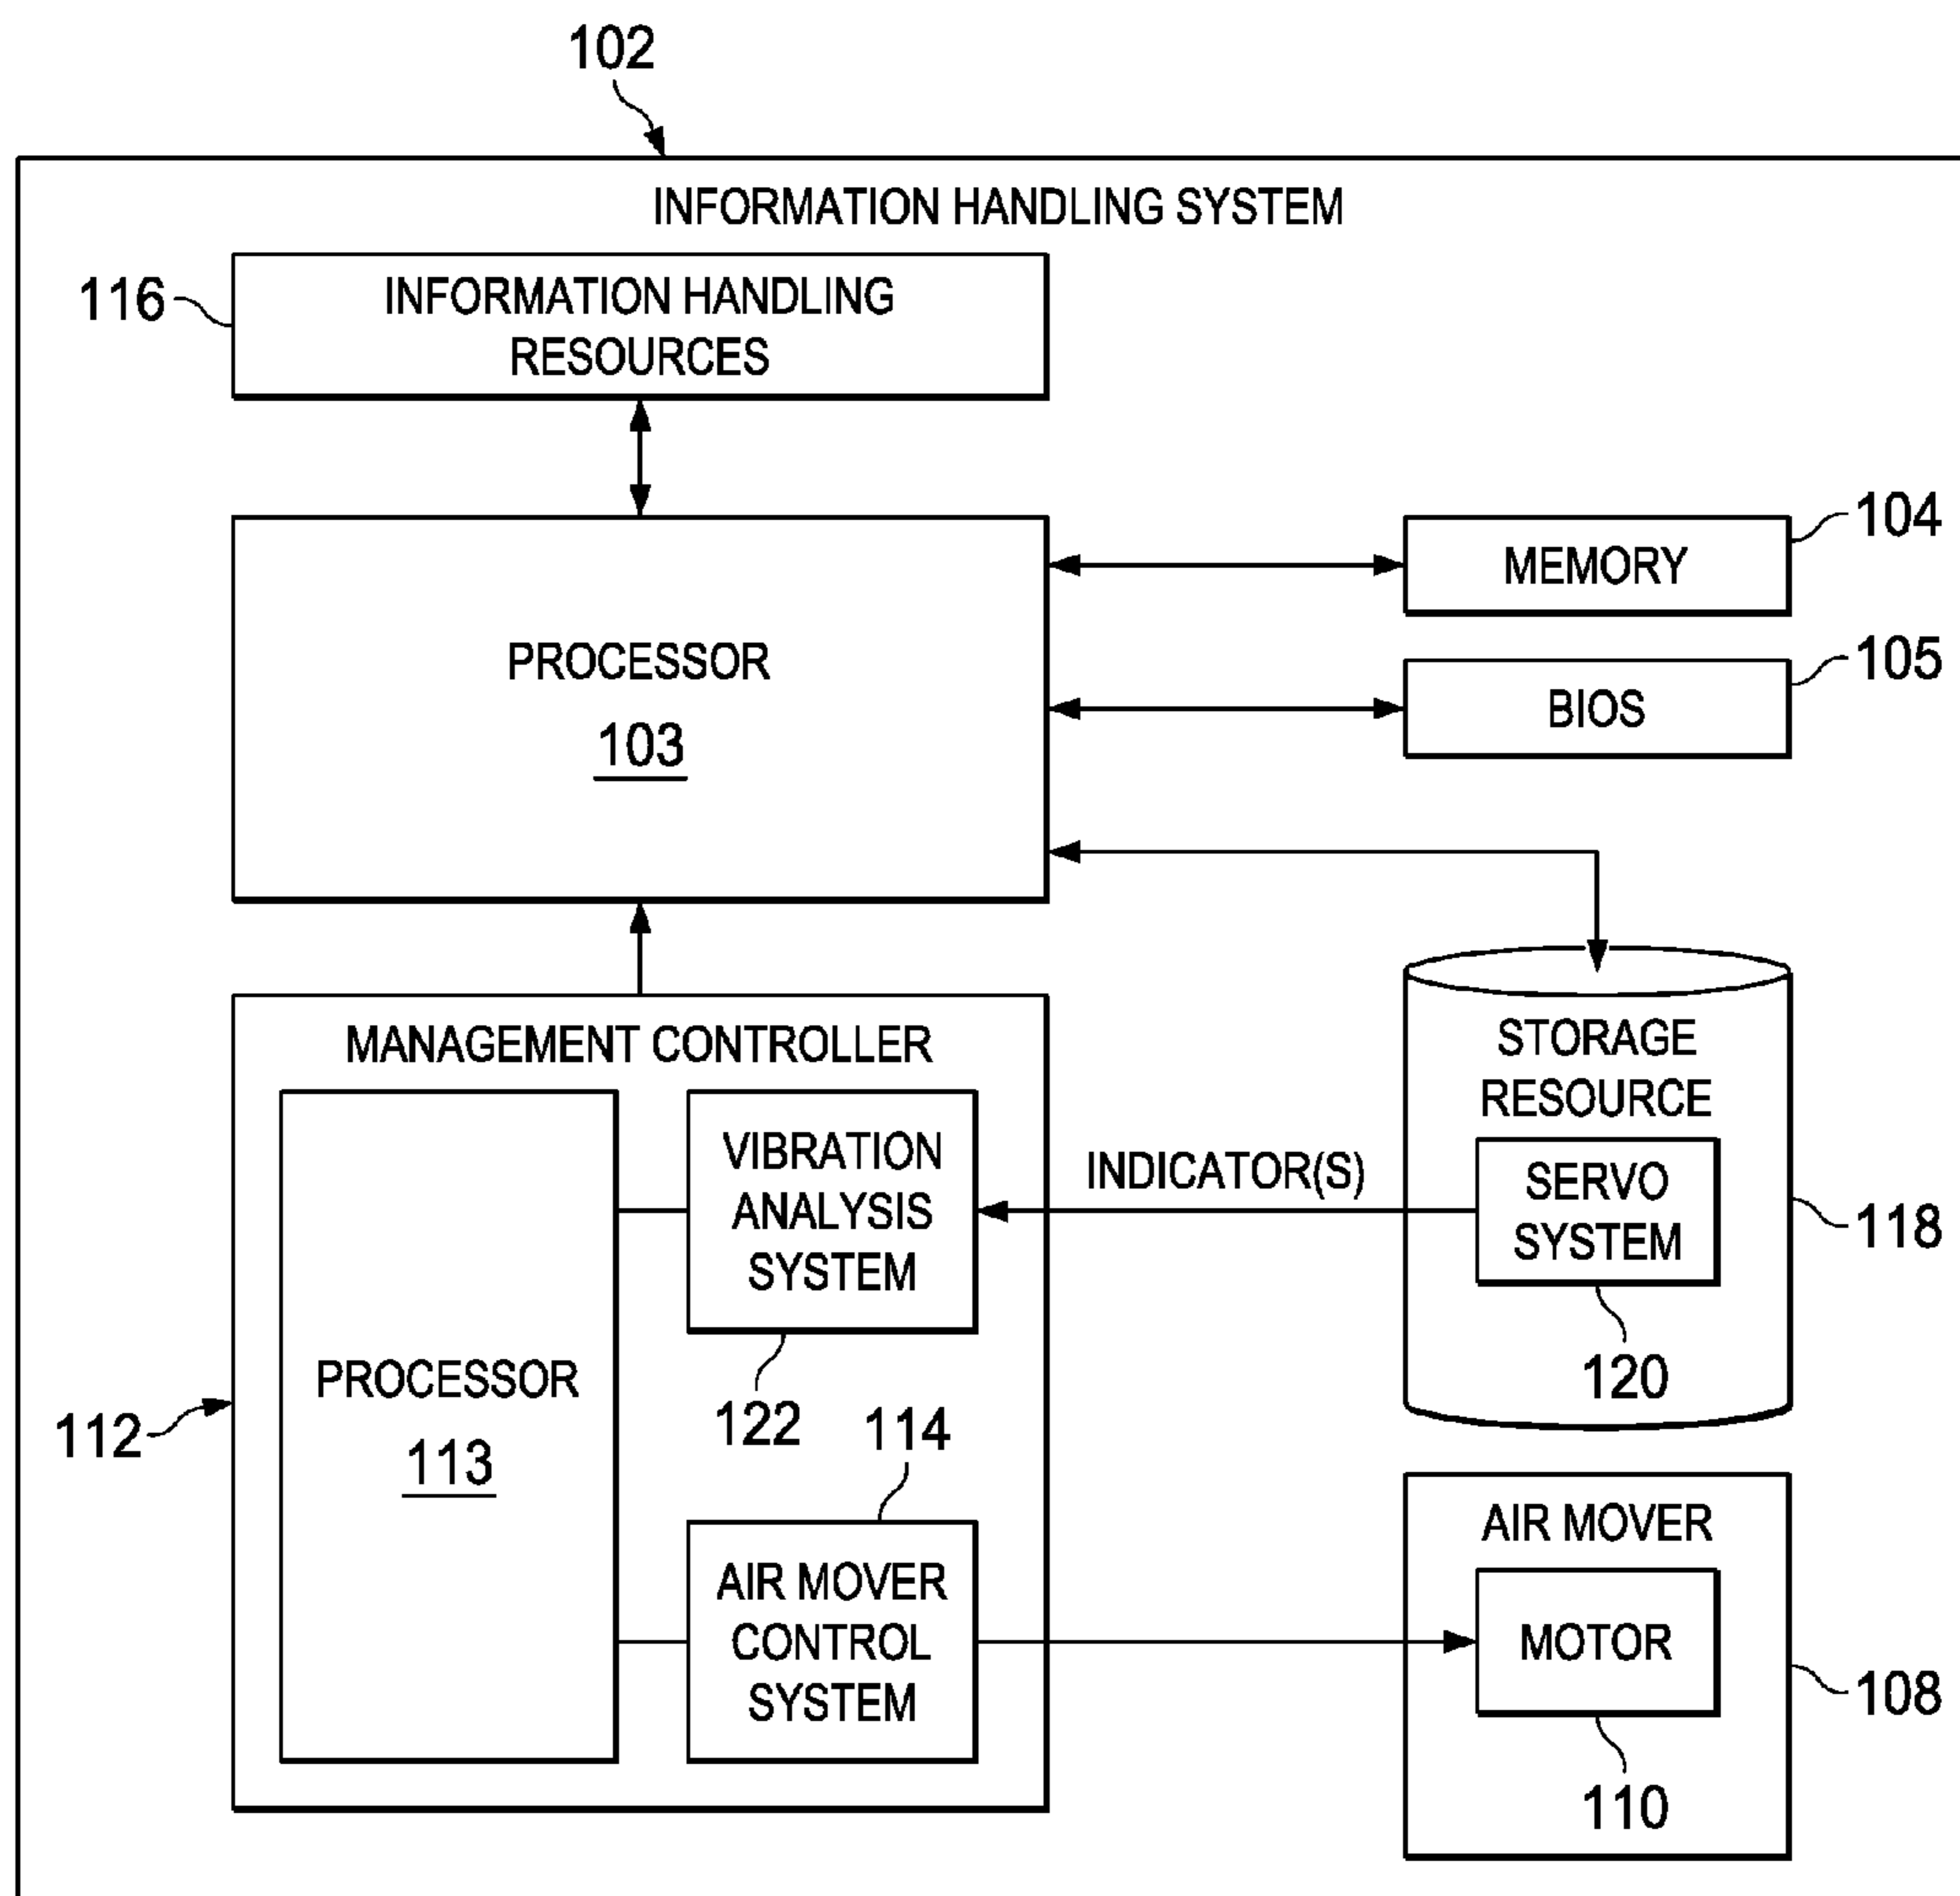 102
INFORMATION HANDLING SYSTEM
116
INFORMATION HANDLING
RESOURCES
104
MEMORY
PROCESSOR
103
105
BIOS
MANAGEMENT CONTROLLER
STORAGE
RESOURCE
VIBRATION
ANALYSIS
SYSTEM
INDICATOR(S)
SERVO
SYSTEM
118
120
PROCESSOR
113
112
122
114
AIR MOVER
CONTROL
SYSTEM
AIR MOVER
MOTOR
108
110